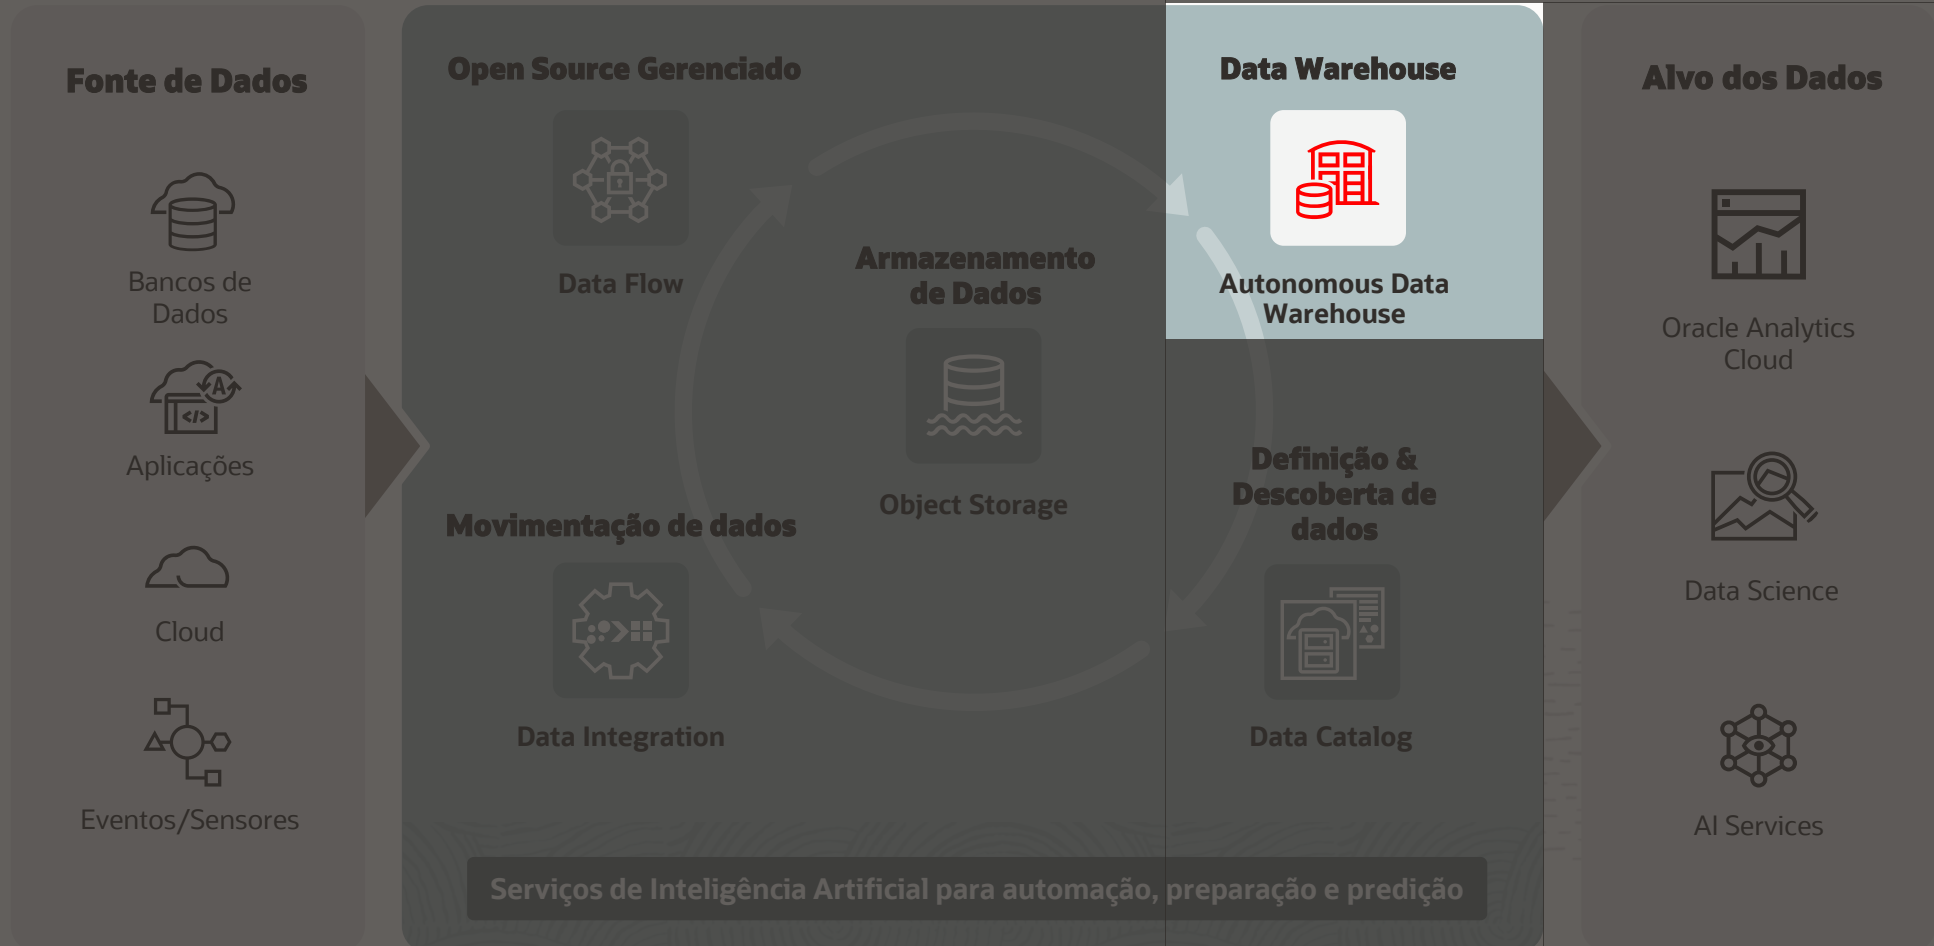 Fonte de Dados
Bancos de
Dados
Aplicações
Cloud
Eventos/Sensores
Open Source Gerenciado
Data Flow
Movimentação de dados
Data Integration
Armazenamento
de Dados
Object Storage
Data Warehouse
Autonomous Data
Warehouse
Definição &
Descoberta de
dados
Data Catalog
Serviços de Inteligência Artificial para automação, preparação e predição
Alvo dos Dados
Oracle Analytics
Cloud
Data Science
AI Services